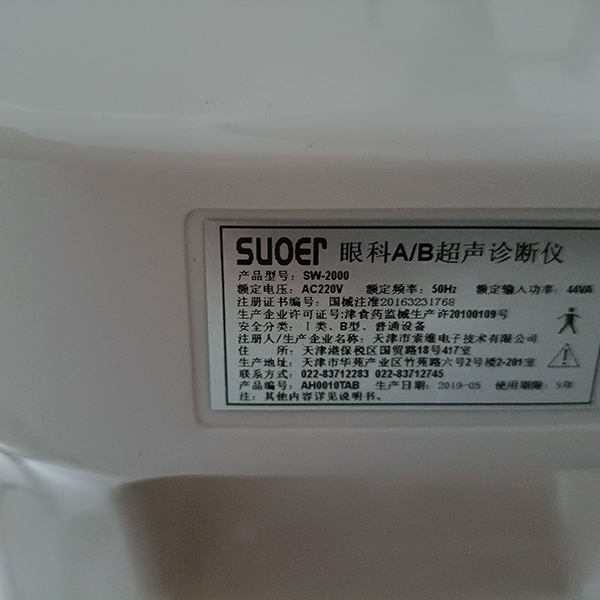 SUOER 眼科A/B超声诊断仪
产品型号: SW-2000
额定电压: AC220V 额定频率: 50Hz 额定输入功率: 44VA
注册证书编号: 国械注准20163231768
生产企业许可证号:津食药监械生产许20100109号
安全分类: I 类、B型、普通设备
注册人/生产企业名称: 天津市索维电子技术有限公司
住 所: 天津港保税区国贸路18号417室
生产地址: 天津市华苑产业区竹苑路六号2号楼2-201室
联系方式: 022-83712283 022-83712745
产品编号: AH0010TAB 生产日期: 2019-05 使用期限: 5年
注: 其他内容详见说明书。